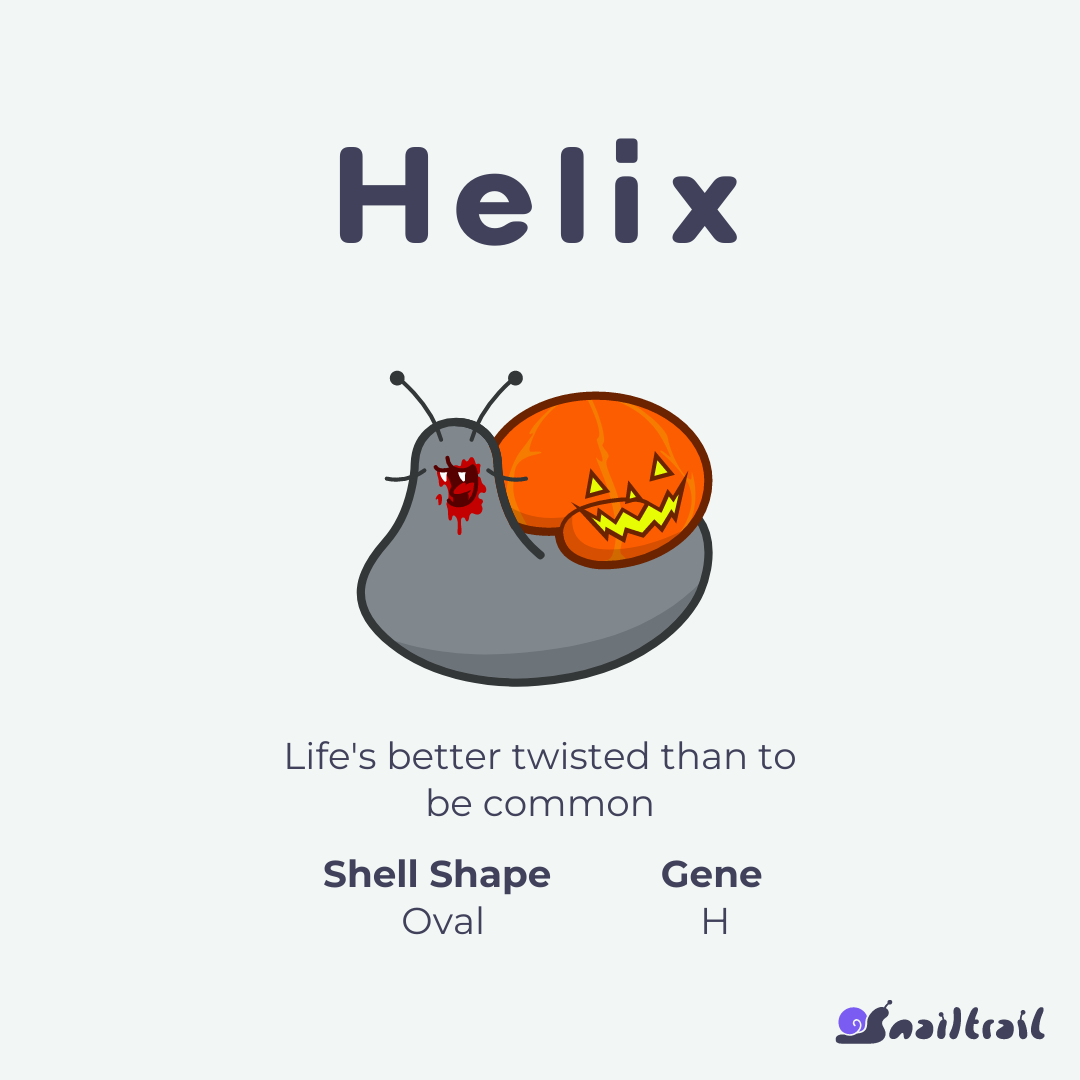 Helix
Life's better twisted than to
be common
Shell Shape Gene
Oval H
Snailtrail